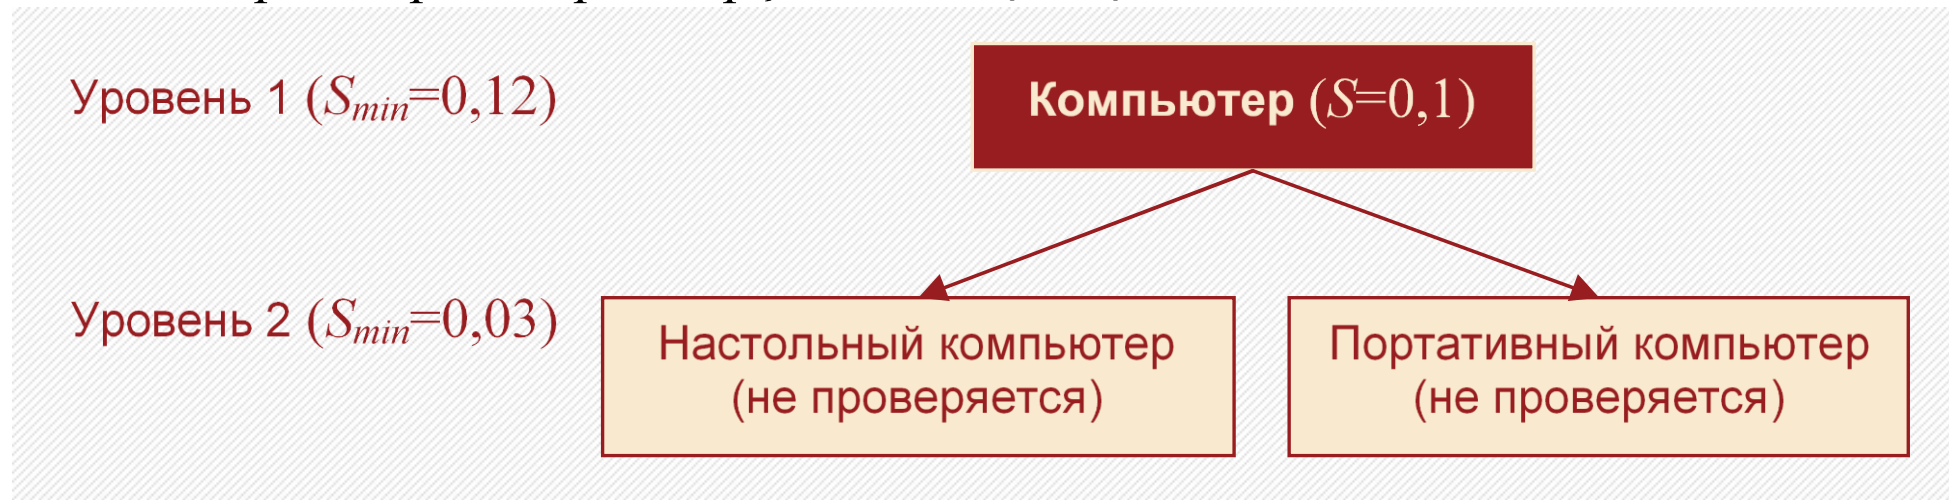 Уровень 1 (Smin=0,12)
Компьютер (S=0,1)
Уровень 2 (Smin=0,03)
Настольный компьютер
(не проверяется)
Портативный компьютер
(не проверяется)